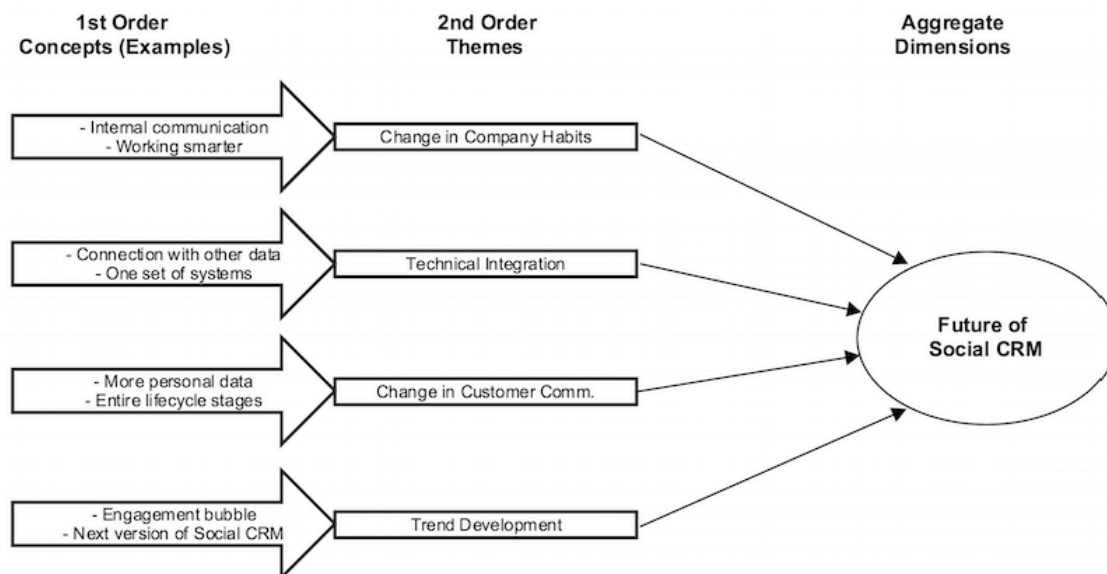 1st Order
Concepts (Examples)
2nd Order
Themes
Aggregate
Dimensions
- Internal communication
- Working smarter
Change in Company Habits
- Connection with other data
- One set of systems
Technical Integration
Future of
Social CRM
- More personal data
- Entire lifecycle stages
Change in Customer Comm.
- Engagement bubble
- Next version of Social CRM
Trend Development